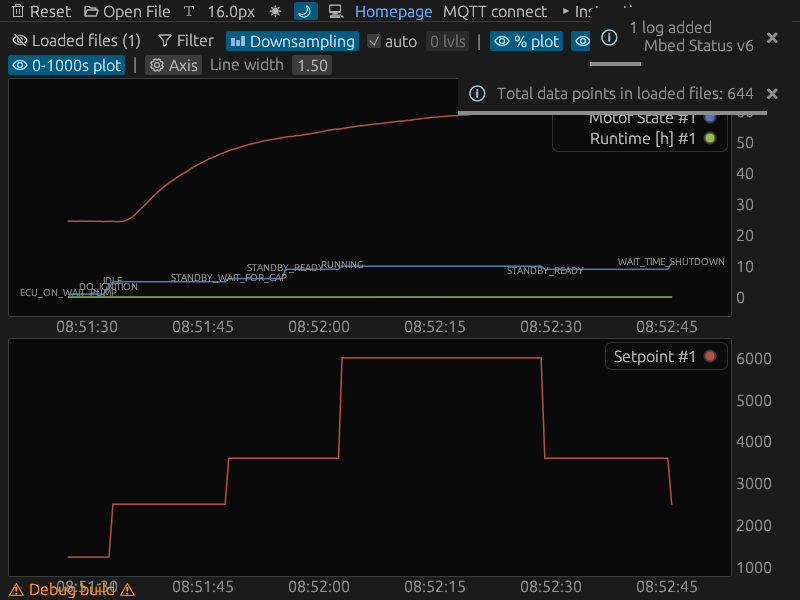 Reset Open File T 16.0px Homepage MQTT connect
1 log added
Mbed Status v6
Loaded files (1) Filter Downsampling auto 0 lvls | % plot
0-1000s plot | Axis Line width 1.50
Total data points in loaded files: 644
Motor State #1
Runtime [h] #1
50
40
30
20
10
0
ECU_ON_WAIT_PUMP
DO_IGNITION
IDLE
STANDBY_WAIT_FOR_CAP
STANDBY_READY
RUNNING
STANDBY_READY
WAIT_TIME_SHUTDOWN
08:51:30 08:51:45 08:52:00 08:52:15 08:52:30 08:52:45
Setpoint #1
6000
5000
4000
3000
2000
1000
08:51:30 08:51:45 08:52:00 08:52:15 08:52:30 08:52:45
Debug build